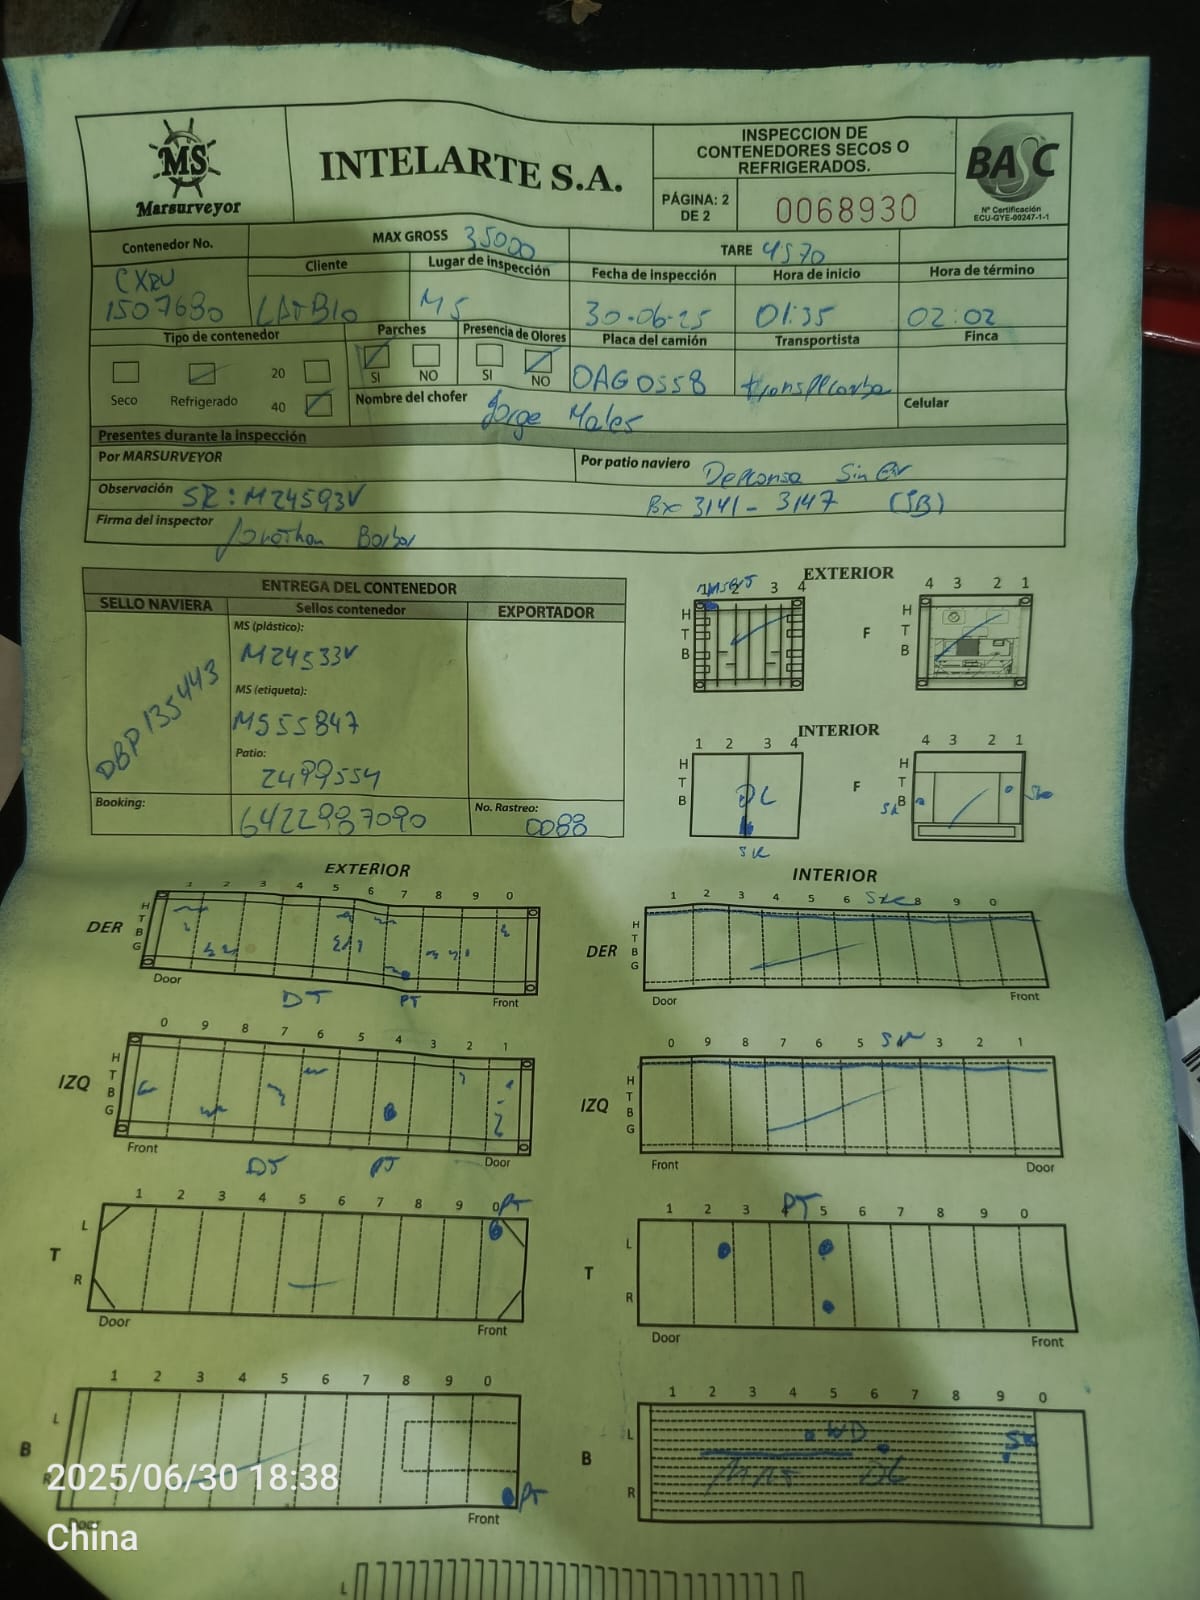 MS
Marsurveyor
INTELARTE S.A.
INSPECCION DE
CONTENEDORES SECOS O
REFRIGERADOS.
PÁGINA: 2
DE 2
0068930
BASC
Nº Certificación
ECU-GYE-00247-1-1
Contenedor No.
MAX GROSS 35000
TARE 4570
CXRU
1507680
Cliente
Lugar de inspección
MS
Fecha de inspección
30-06-25
Hora de inicio
01:35
Hora de término
02:02
Tipo de contenedor
Seco
Refrigerado
20
40
Parches
SI
NO
Presencia de Olores
SI
NO
Placa del camión
OAG0558
Transportista
Finca
Nombre del chofer
Jorge Males
Celular
Presentes durante la inspección
Por MARSURVEYOR
Por patio naviero
Observación
BX 3141 - 3147 (SB)
Firma del inspector
Jonathan
ENTREGA DEL CONTENEDOR
SELLO NAVIERA
Sellos contenedor
EXPORTADOR
DBP135443
MS (plástico):
M24533V
MS (etiqueta):
MS55847
Patio:
2499554
Booking:
6422987090
No. Rastreo:
0088
EXTERIOR
1 2 3 4
H
T
B
F
4 3 2 1
H
T
B
INTERIOR
1 2 3 4
H
T
B
DL
SR
F
4 3 2 1
H
T
B
SR
EXTERIOR
1 2 3 4 5 6 7 8 9 0
DER
H
T
B
G
Door
DT
PT
Front
INTERIOR
1 2 3 4 5 6 8 9 0
DER
H
T
B
G
Door
Front
0 9 8 7 6 5 4 3 2 1
IZQ
H
T
B
G
Front
DT
PT
Door
0 9 8 7 6 5 SR 3 2 1
IZQ
H
T
B
G
Front
Door
1 2 3 4 5 6 7 8 9 0 PT
T
L
R
Door
Front
1 2 3 PT 5 6 7 8 9 0
T
L
R
Door
Front
1 2 3 4 5 6 7 8 9 0
B
L
R
PT
Door
Front
1 2 3 4 5 6 7 8 9 0
B
L
R
WD
SR
DL
2025/06/30 18:38
China
L